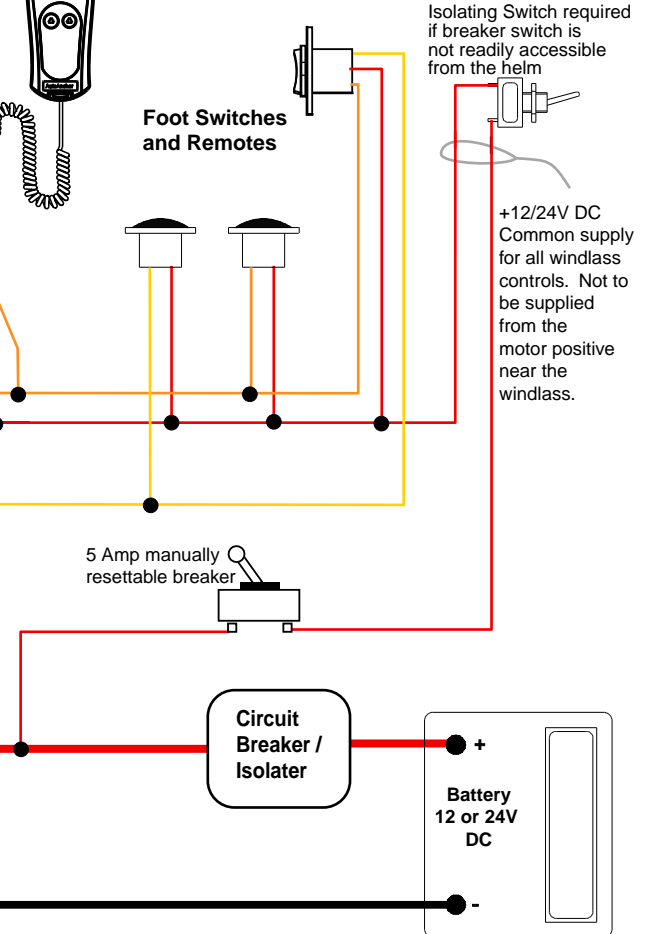 Isolating Switch required
if breaker switch is
not readily accessible
from the helm
Foot Switches
and Remotes
+12/24V DC
Common supply
for all windlass
controls. Not to
be supplied
from the
motor positive
near the
windlass.
5 Amp manually
resettable breaker
Circuit
Breaker /
Isolater
+
Battery
12 or 24V
DC
-